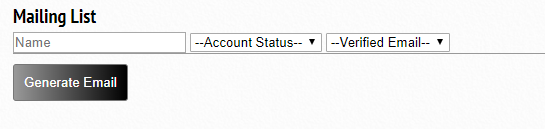 Mailing List
Name --Account Status-- --Verified Email--
Generate Email